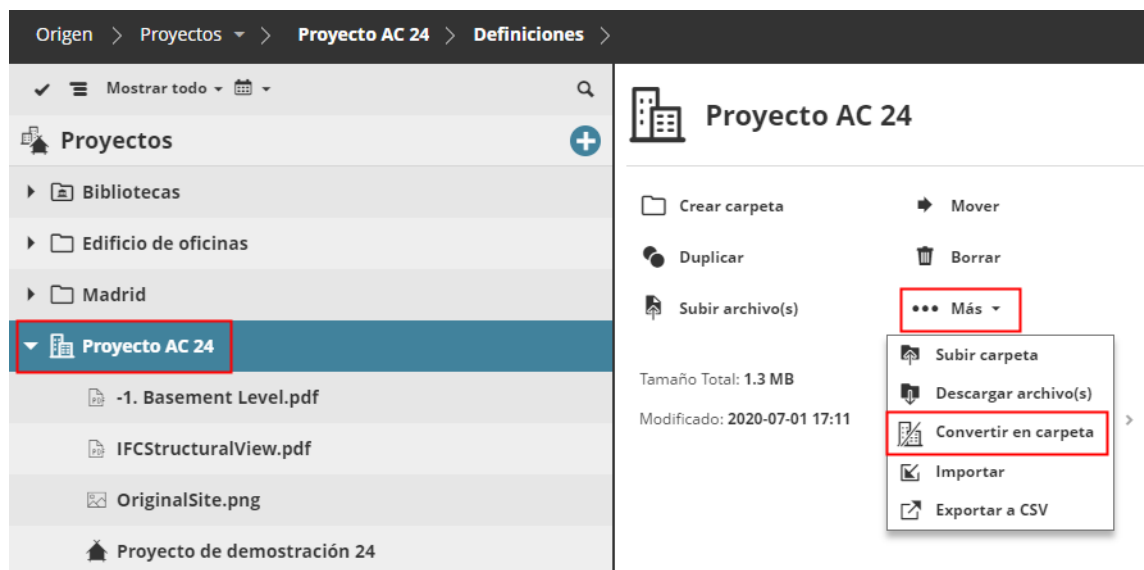 Origen > Proyectos > Proyecto AC 24 > Definiciones >
Mostrar todo
Proyectos
Bibliotecas
Edificio de oficinas
Madrid
Proyecto AC 24
-1. Basement Level.pdf
IFCStructuralView.pdf
OriginalSite.png
Proyecto de demostración 24
Proyecto AC 24
Crear carpeta
Mover
Duplicar
Borrar
Subir archivo(s)
Más
Tamaño Total: 1.3 MB
Modificado: 2020-07-01 17:11
Subir carpeta
Descargar archivo(s)
Convertir en carpeta
Importar
Exportar a CSV